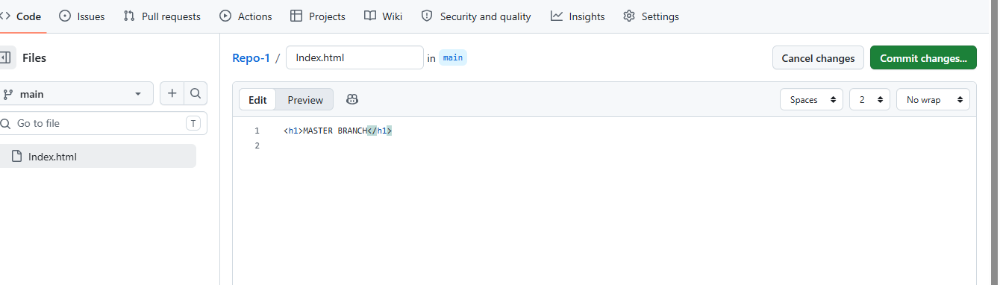 Code Issues Pull requests Actions Projects Wiki Security and quality Insights Settings
Files
Repo-1 / Index.html in main
Cancel changes Commit changes...
main
Edit Preview
Spaces 2 No wrap
Go to file T
1 <h1>MASTER BRANCH</h1>
2
Index.html